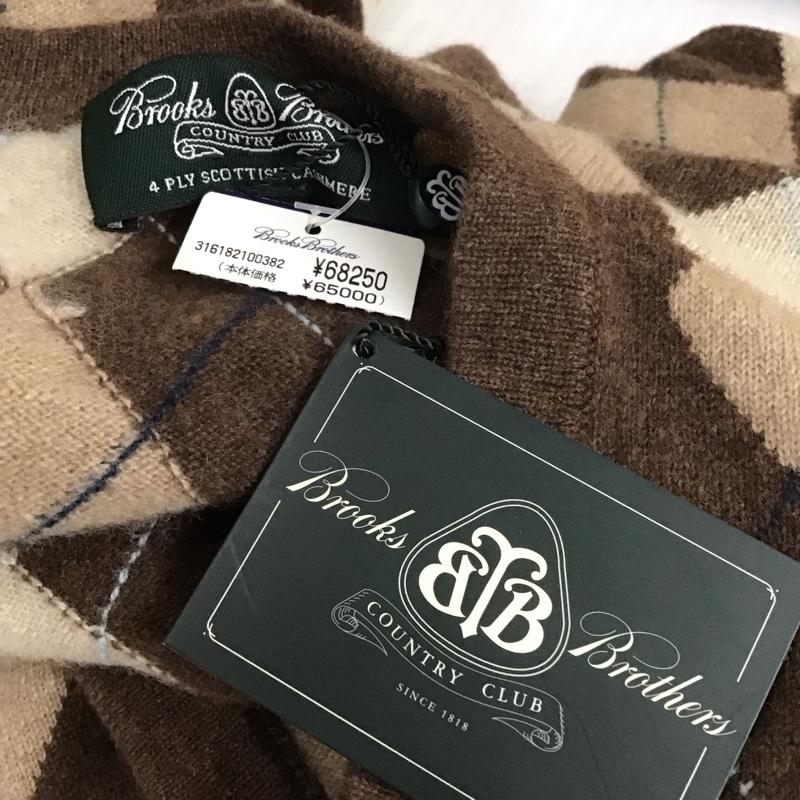 Brooks Brothers
COUNTRY CLUB
4 PLY SCOTTISH CASHMERE
Brooks Brothers
316182100382 ¥68250
(本体価格 ¥65000)
Brooks Brothers
BB
COUNTRY CLUB
SINCE 1818